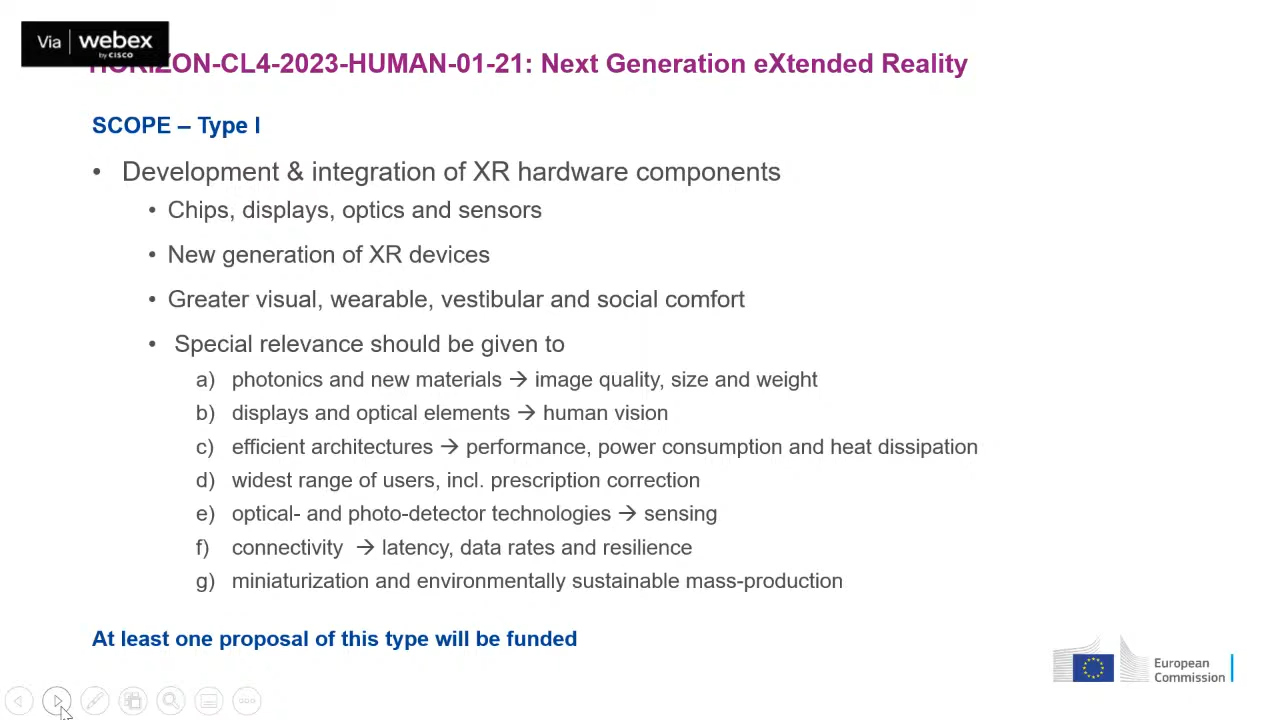 Via webex
by CISCO
HORIZON-CL4-2023-HUMAN-01-21: Next Generation eXtended Reality
SCOPE – Type I
• Development & integration of XR hardware components
• Chips, displays, optics and sensors
• New generation of XR devices
• Greater visual, wearable, vestibular and social comfort
• Special relevance should be given to
a) photonics and new materials → image quality, size and weight
b) displays and optical elements → human vision
c) efficient architectures → performance, power consumption and heat dissipation
d) widest range of users, incl. prescription correction
e) optical- and photo-detector technologies → sensing
f) connectivity → latency, data rates and resilience
g) miniaturization and environmentally sustainable mass-production
At least one proposal of this type will be funded
European
Commission